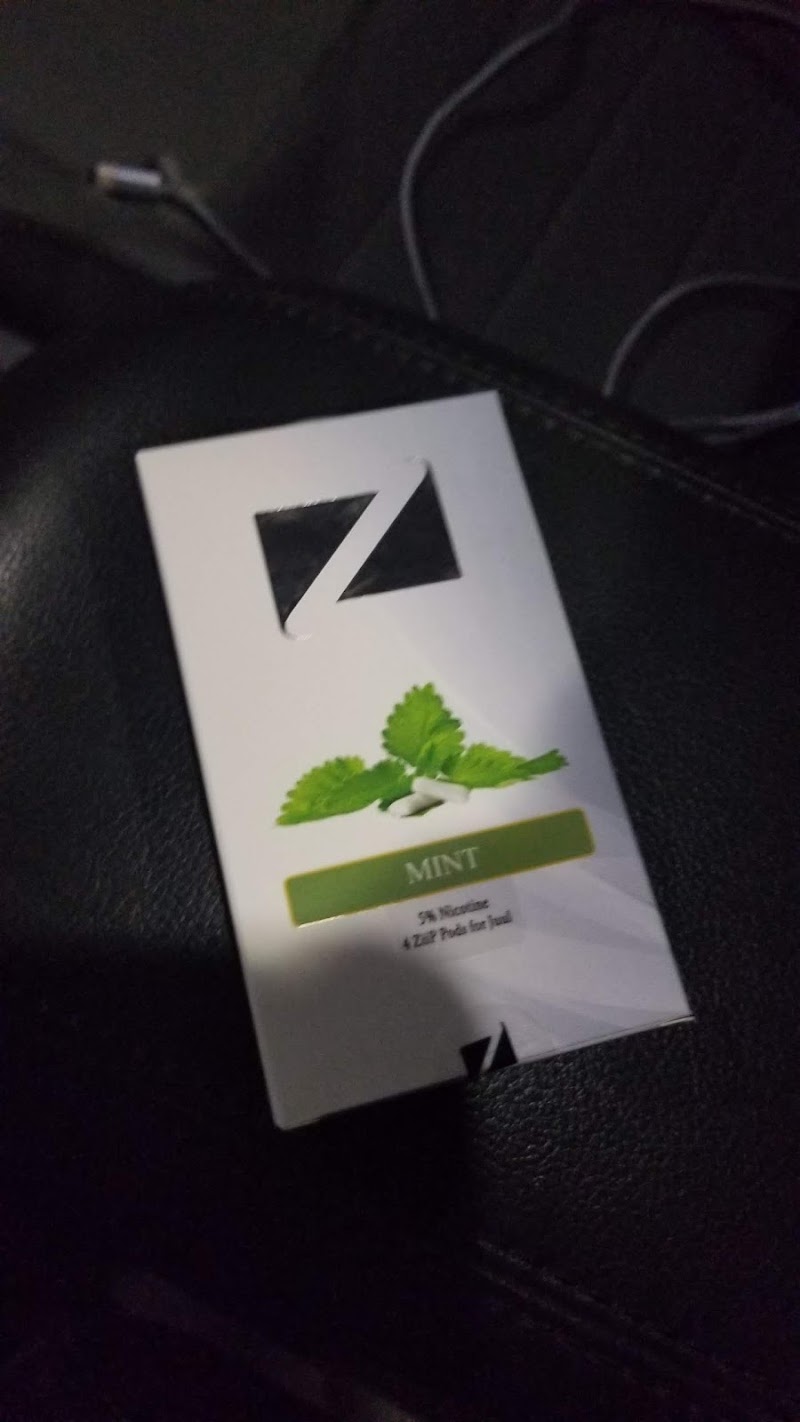 Z
MINT
5% Nicotine
4 ZiiP Pods for Juul
Z